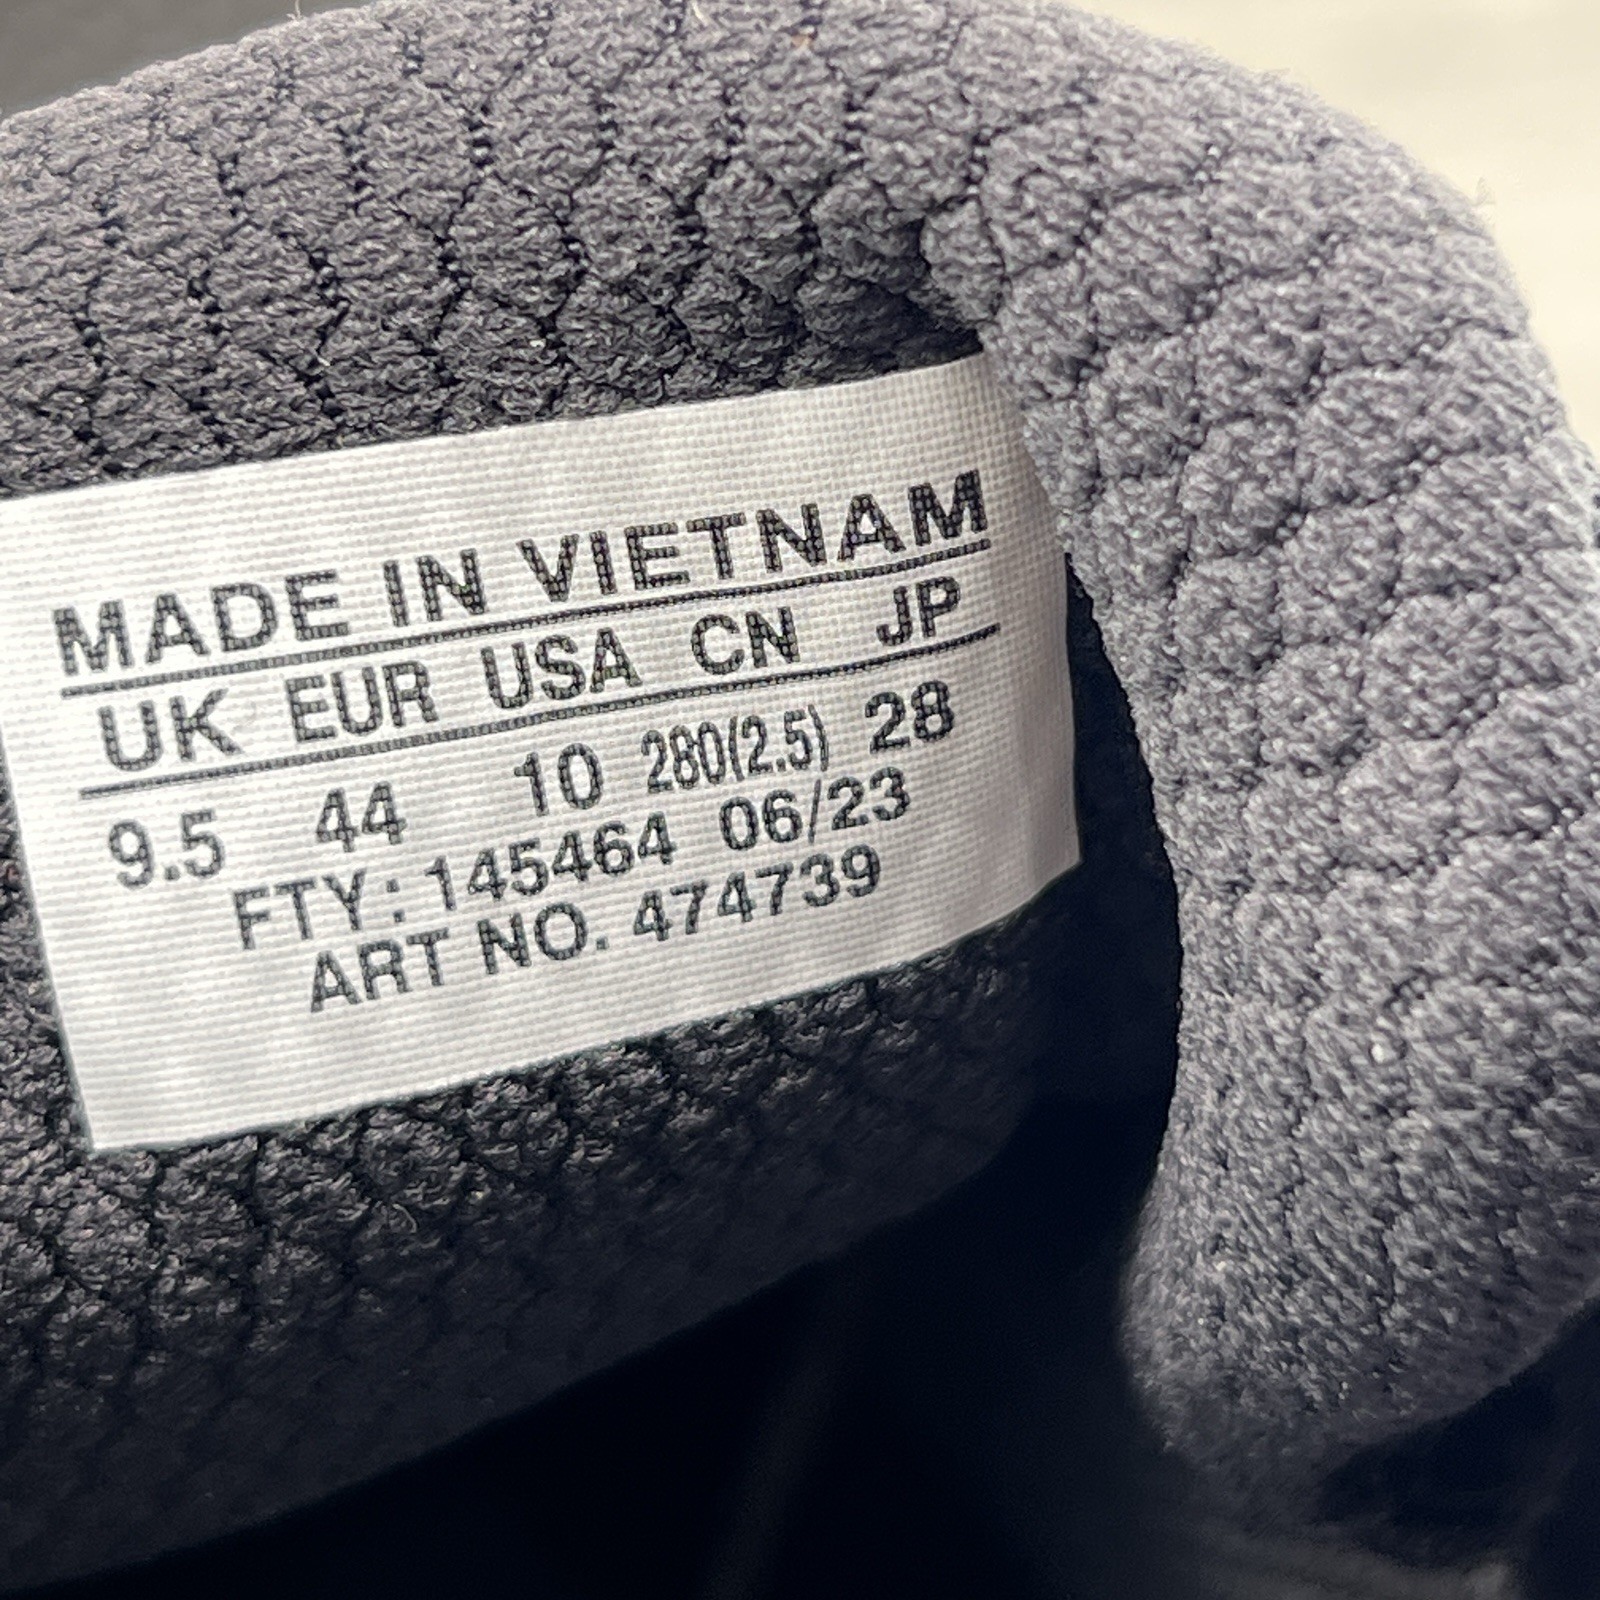 MADE IN VIETNAM
UK EUR USA CN JP
9.5 44 10 280(2.5) 28
FTY: 145464 06/23
ART NO. 474739